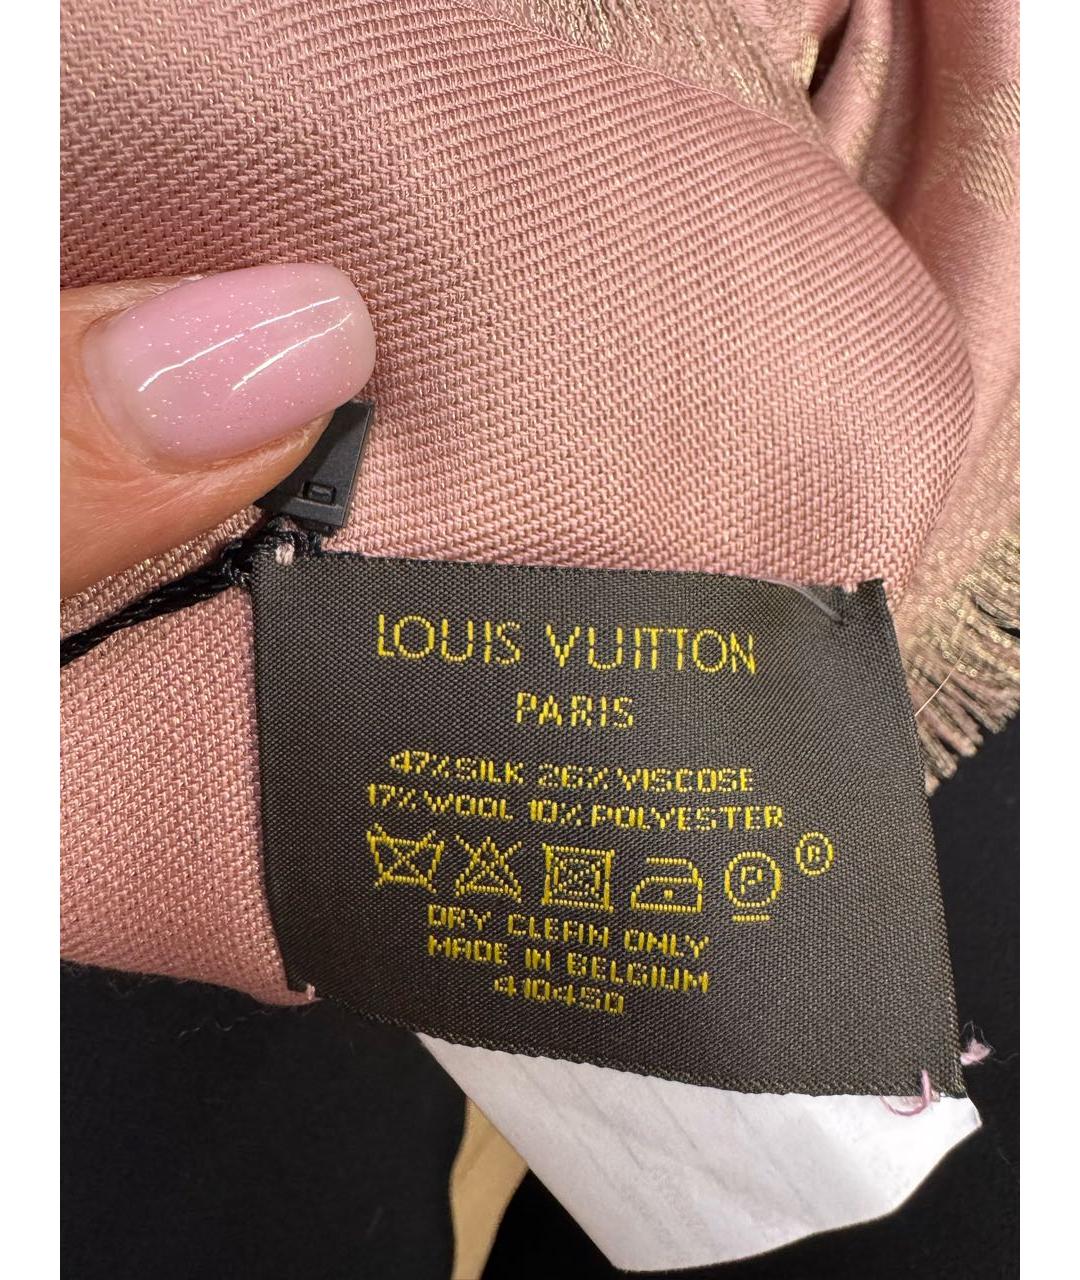 LOUIS VUITTON
PARIS
47% SILK 26% VISCOSE
17% WOOL 10% POLYESTER
P ®
DRY CLEAN ONLY
MADE IN BELGIUM
410450